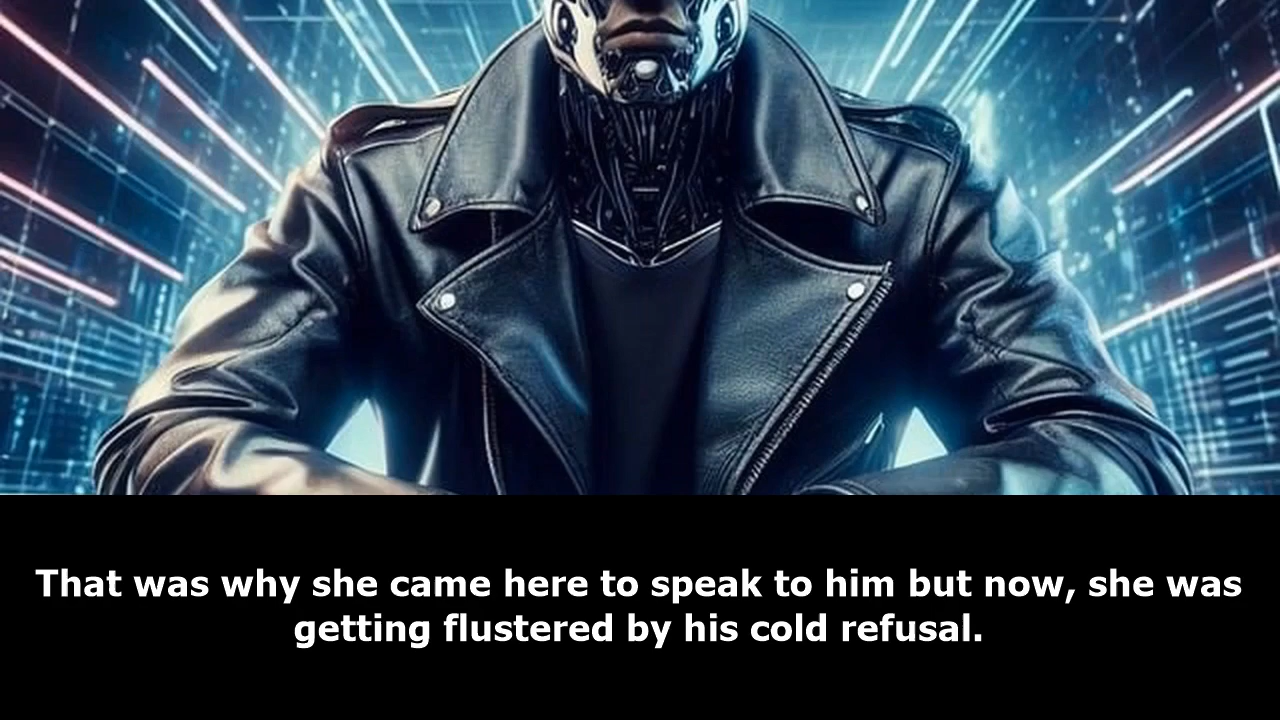 That was why she came here to speak to him but now, she was
getting flustered by his cold refusal.